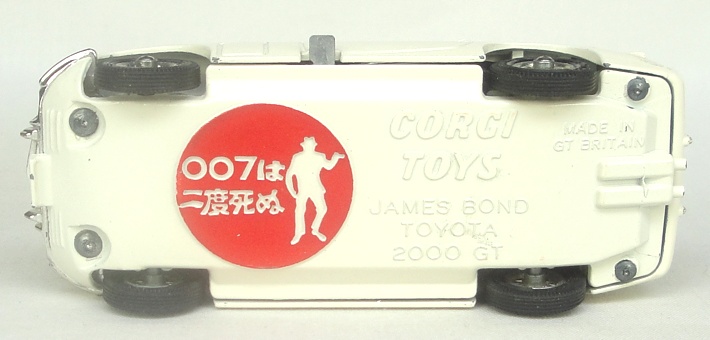 007は
二度死ぬ
CORGI
TOYS
JAMES BOND
TOYOTA
2000 GT
MADE IN
GT BRITAIN